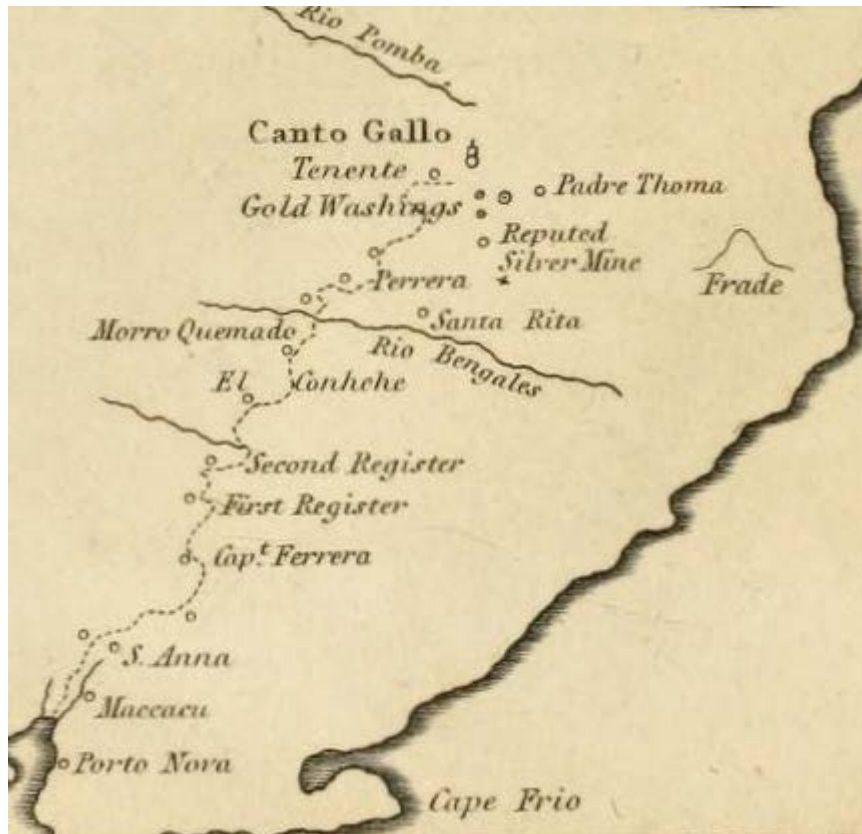 Rio Pomba.
Canto Gallo
Tenente
Padre Thoma
Gold Washings
Reputed
Silver Mine
Frade
Perrera
Santa Rita
Morro Quemado
Rio Bengales
El Conhehe
Second Register
First Register
Capt. Ferrera
S. Anna
Maccacu
Porto Nora
Cape Frio